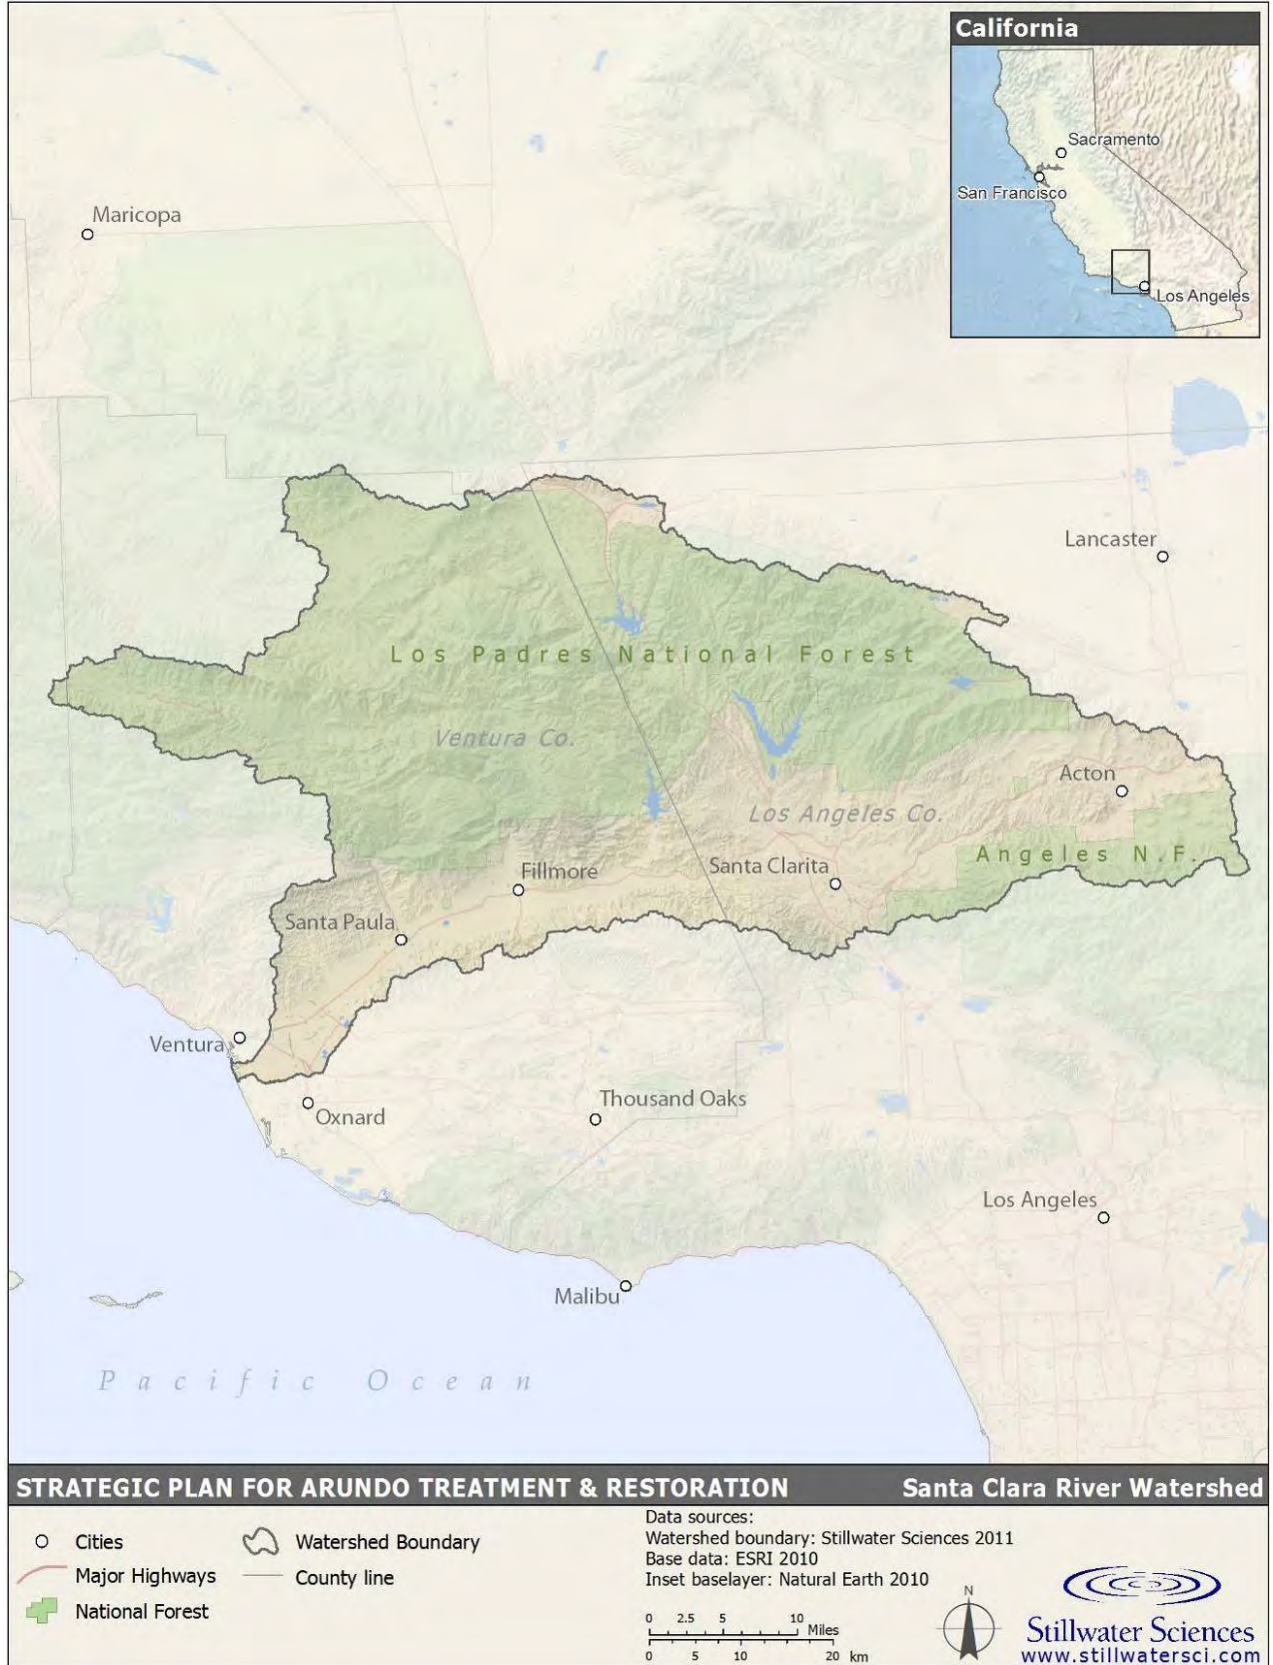 California
Sacramento
San Francisco
Los Angeles
Maricopa
Lancaster
Los Padres National Forest
Ventura Co.
Acton
Los Angeles Co.
Angeles N.F.
Fillmore
Santa Clarita
Santa Paula
Ventura
Oxnard
Thousand Oaks
Los Angeles
Malibu
Pacific Ocean
STRATEGIC PLAN FOR ARUNDO TREATMENT & RESTORATION Santa Clara River Watershed
Cities
Major Highways
National Forest
Watershed Boundary
County line
Data sources:
Watershed boundary: Stillwater Sciences 2011
Base data: ESRI 2010
Inset baselayer: Natural Earth 2010
0 2.5 5 10 Miles
0 5 10 20 km
N
Stillwater Sciences
www.stillwatersci.com